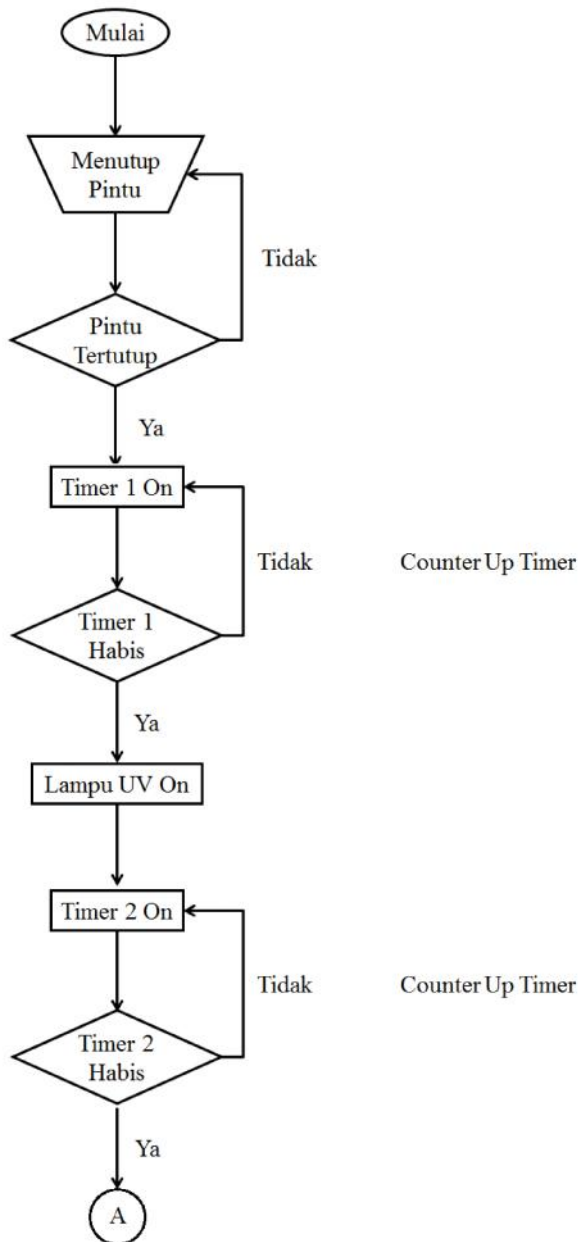 Mulai
Menutup
Pintu
Tidak
Pintu
Tertutup
Ya
Timer 1 On
Tidak
Counter Up Timer
Timer 1
Habis
Ya
Lampu UV On
Timer 2 On
Tidak
Counter Up Timer
Timer 2
Habis
Ya
A